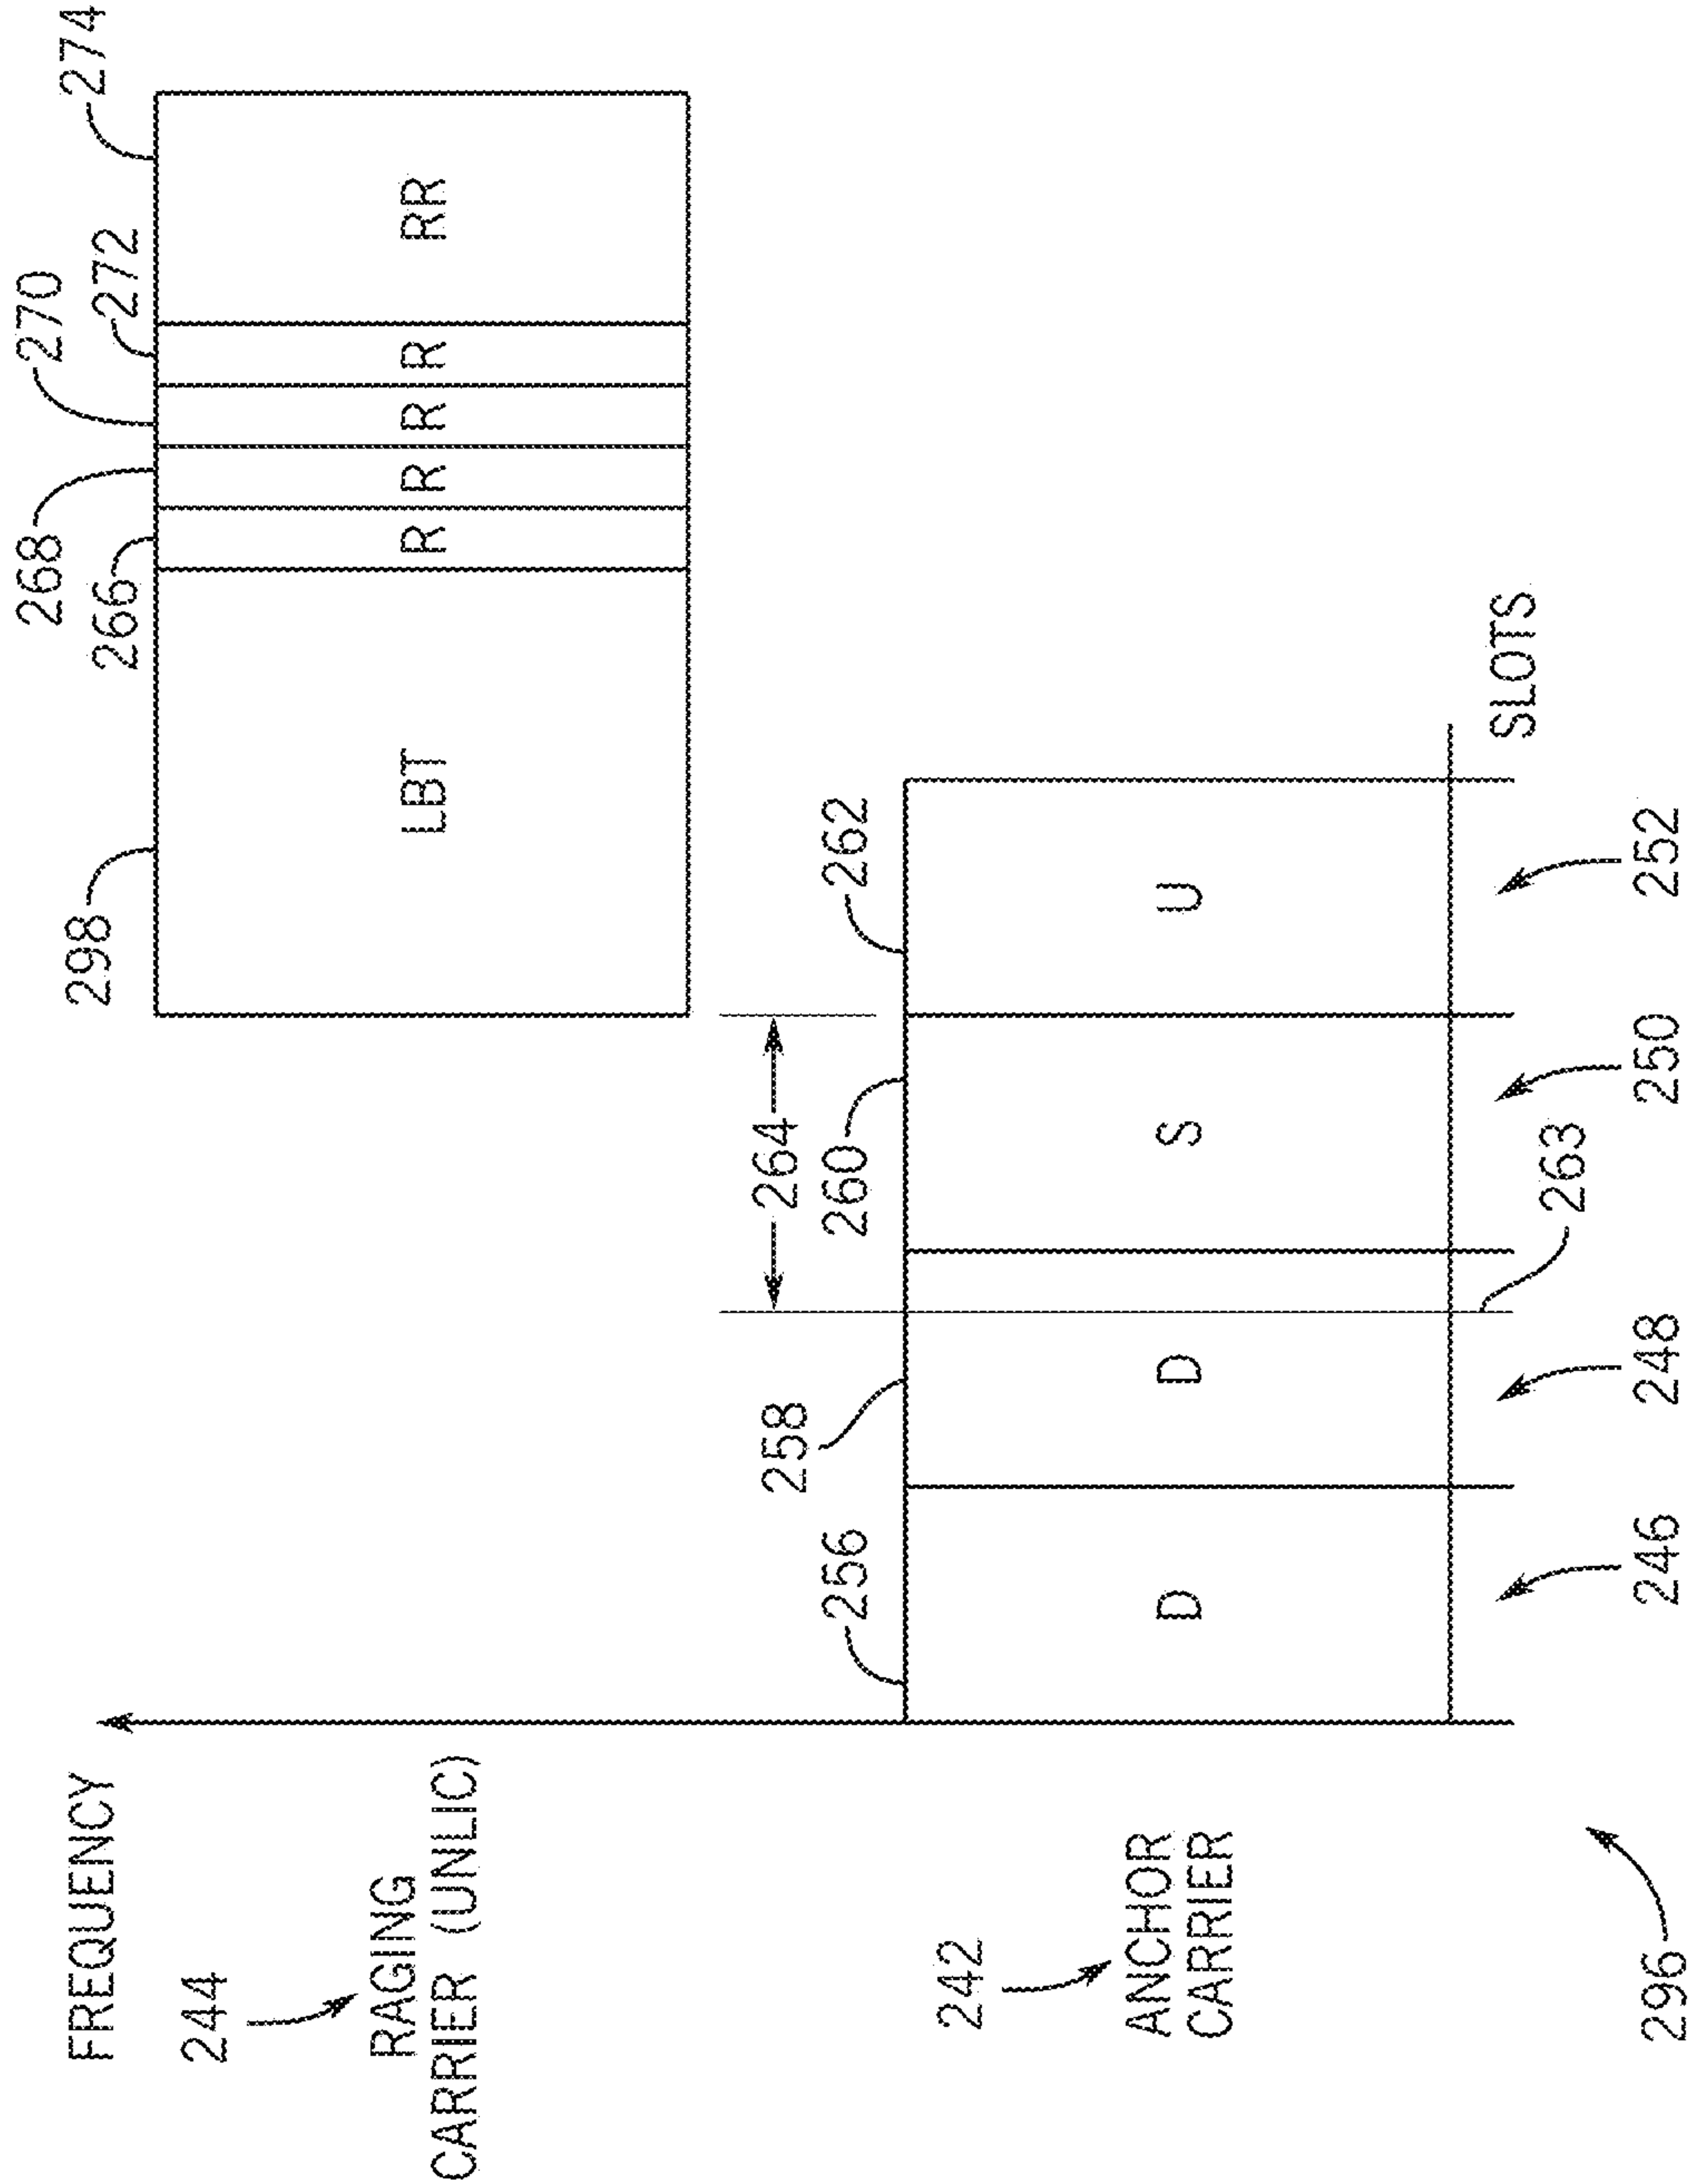 FREQUENCY
244
RAGING
CARRIER (UNLIC)
298
266
268
270
272
274
LBT
R
R
R
R
RR
264
242
ANCHOR
CARRIER
256
258
260
262
D
D
S
U
SLOTS
263
246
248
250
252
296